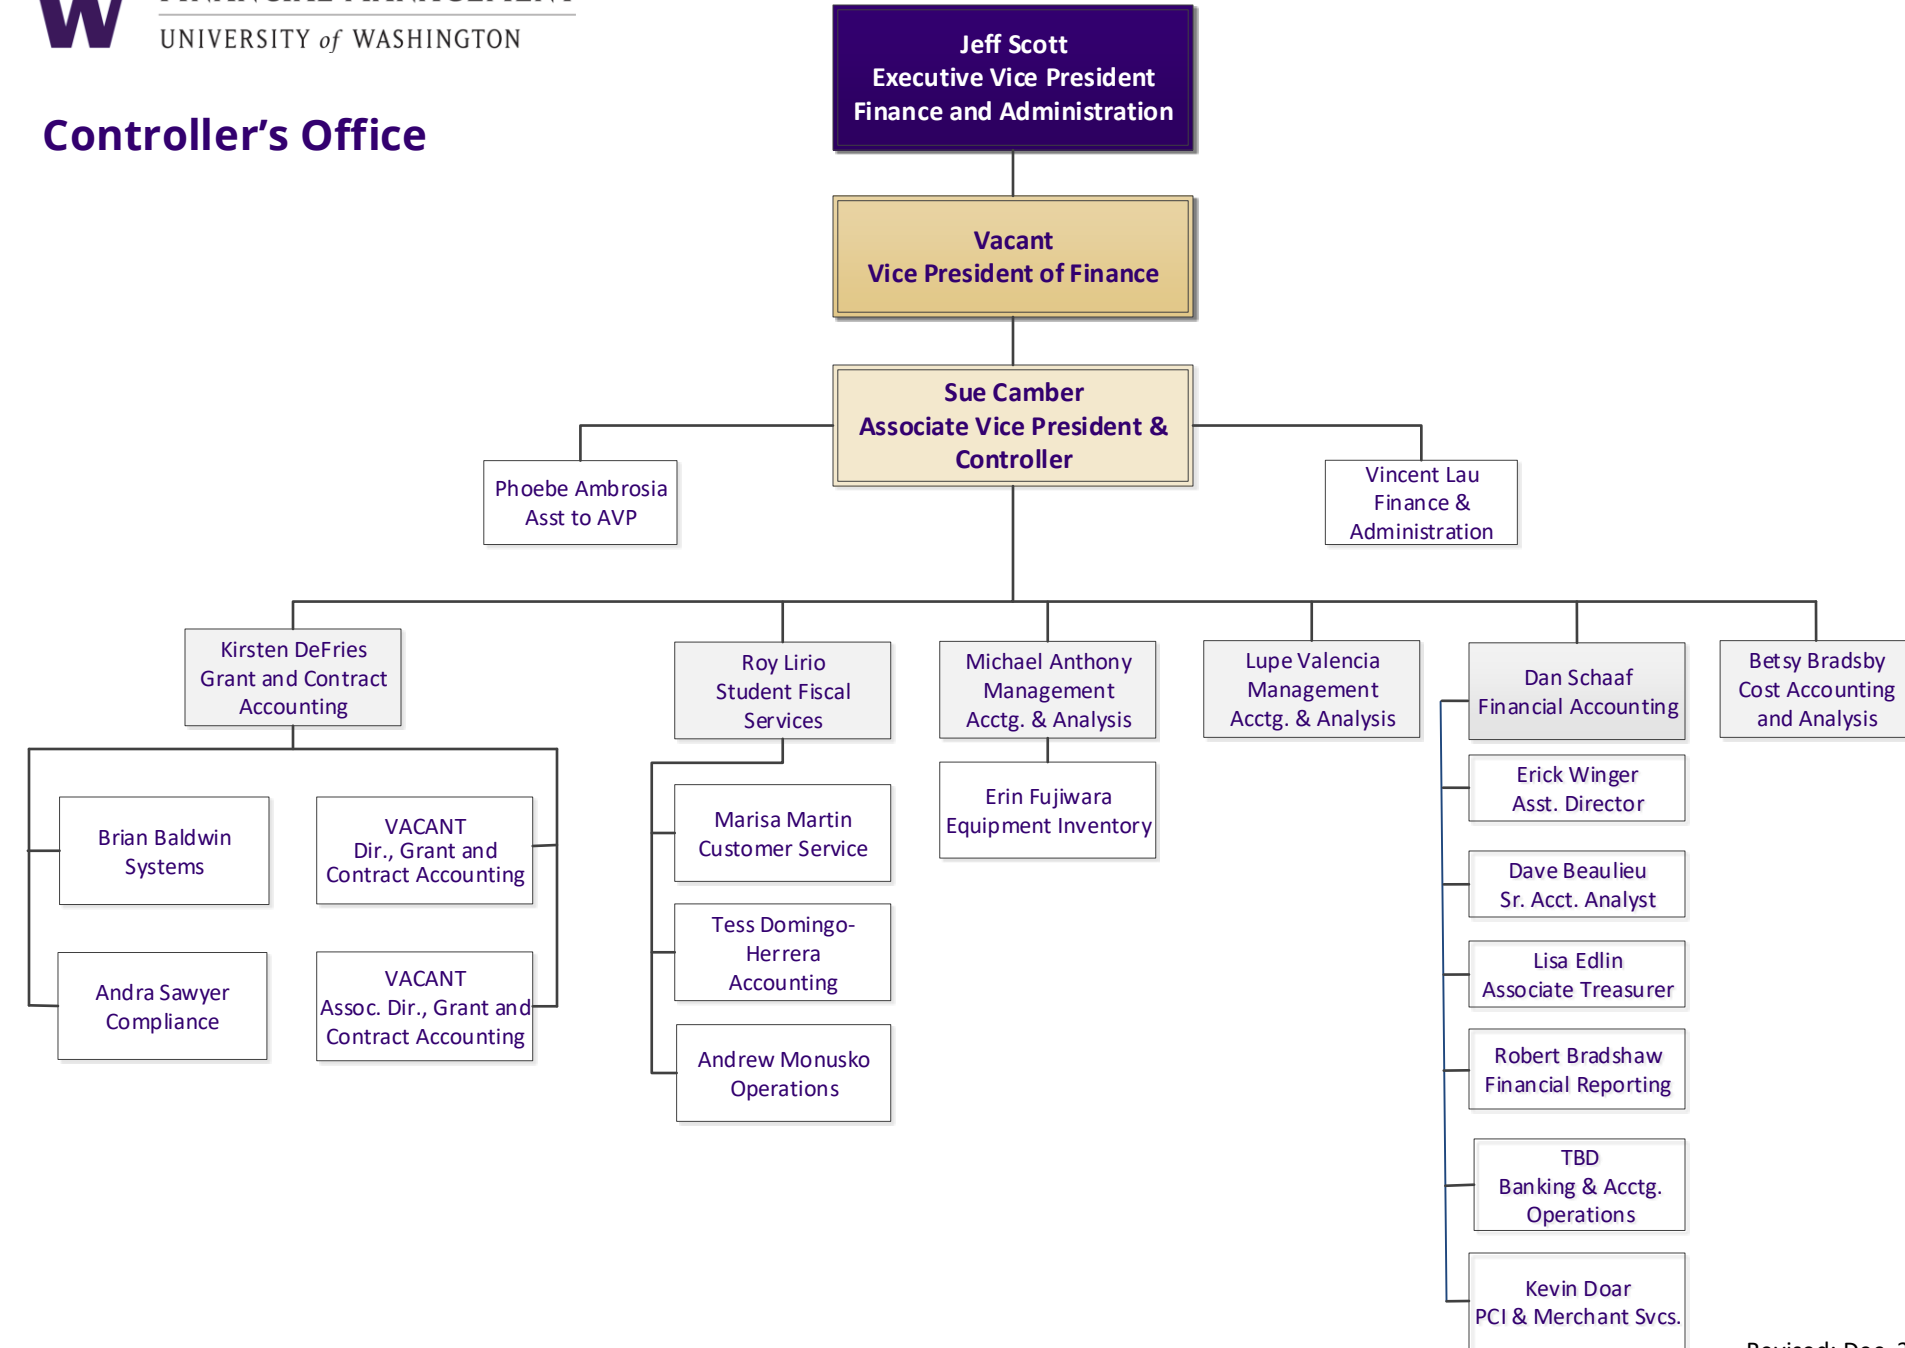 FINANCIAL MANAGEMENT
UNIVERSITY of WASHINGTON
Controller’s Office
Jeff Scott
Executive Vice President
Finance and Administration
Vacant
Vice President of Finance
Sue Camber
Associate Vice President &
Controller
Phoebe Ambrosia
Asst to AVP
Vincent Lau
Finance &
Administration
Kirsten DeFries
Grant and Contract
Accounting
Roy Lirio
Student Fiscal
Services
Michael Anthony
Management
Acctg. & Analysis
Lupe Valencia
Management
Acctg. & Analysis
Dan Schaaf
Financial Accounting
Betsy Bradsby
Cost Accounting
and Analysis
Brian Baldwin
Systems
VACANT
Dir., Grant and
Contract Accounting
Andra Sawyer
Compliance
VACANT
Assoc. Dir., Grant and
Contract Accounting
Marisa Martin
Customer Service
Tess Domingo-
Herrera
Accounting
Andrew Monusko
Operations
Erin Fujiwara
Equipment Inventory
Erick Winger
Asst. Director
Dave Beaulieu
Sr. Acct. Analyst
Lisa Edlin
Associate Treasurer
Robert Bradshaw
Financial Reporting
TBD
Banking & Acctg.
Operations
Kevin Doar
PCI & Merchant Svcs.
Revised: Dec